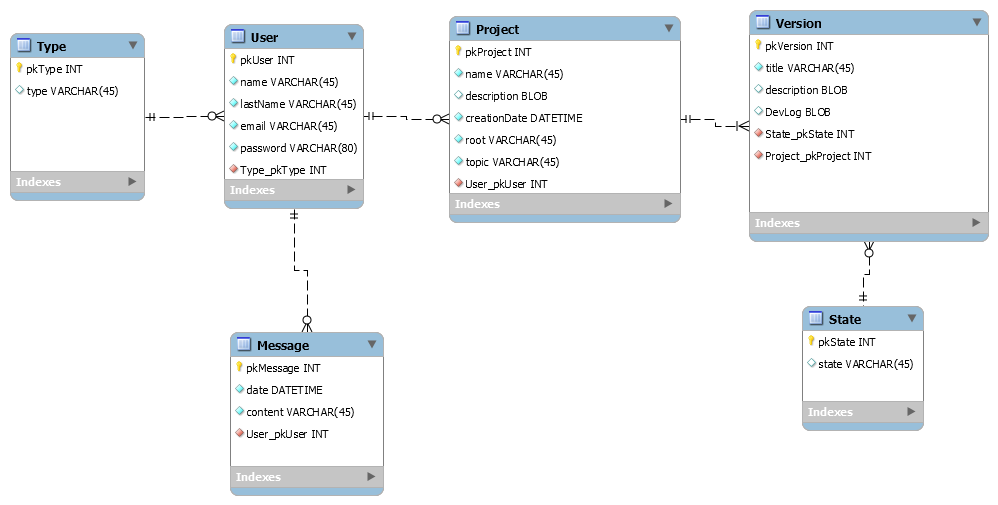 Type
pkType INT
type VARCHAR(45)
Indexes
User
pkUser INT
name VARCHAR(45)
lastName VARCHAR(45)
email VARCHAR(45)
password VARCHAR(80)
Type_pkType INT
Indexes
Project
pkProject INT
name VARCHAR(45)
description BLOB
creationDate DATETIME
root VARCHAR(45)
topic VARCHAR(45)
User_pkUser INT
Indexes
Version
pkVersion INT
title VARCHAR(45)
description BLOB
DevLog BLOB
State_pkState INT
Project_pkProject INT
Indexes
Message
pkMessage INT
date DATETIME
content VARCHAR(45)
User_pkUser INT
Indexes
State
pkState INT
state VARCHAR(45)
Indexes